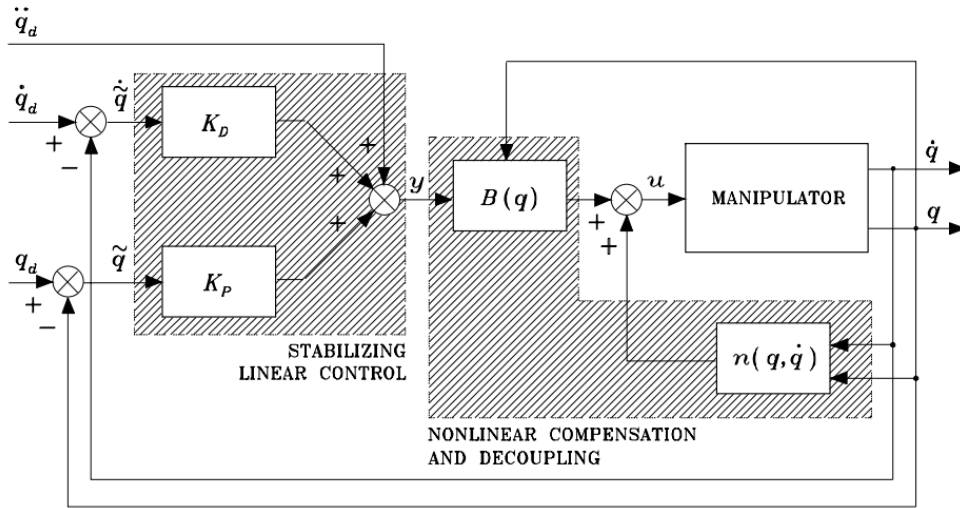 q̈_d
q̇_d
+
−
q̃̇
K_D
+
+
+
y
B(q)
+
+
u
MANIPULATOR
q̇
q
q_d
+
−
q̃
K_P
STABILIZING
LINEAR CONTROL
n(q, q̇)
NONLINEAR COMPENSATION
AND DECOUPLING